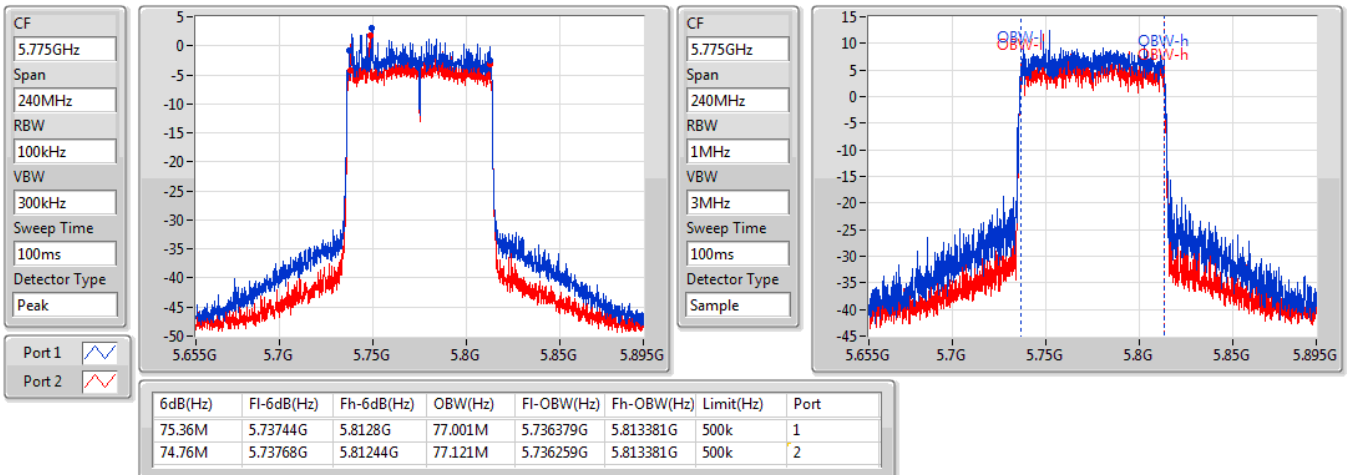 CF
5.775GHz
Span
240MHz
RBW
100kHz
VBW
300kHz
Sweep Time
100ms
Detector Type
Peak
Port 1
Port 2
5
0
-5
-10
-15
-20
-25
-30
-35
-40
-45
-50
5.655G 5.7G 5.75G 5.8G 5.85G 5.895G
CF
5.775GHz
Span
240MHz
RBW
1MHz
VBW
3MHz
Sweep Time
100ms
Detector Type
Sample
15
10
5
0
-5
-10
-15
-20
-25
-30
-35
-40
-45
OBW-l OBW-h
OBW-l OBW-h
5.655G 5.7G 5.75G 5.8G 5.85G 5.895G
6dB(Hz) Fl-6dB(Hz) Fh-6dB(Hz) OBW(Hz) Fl-OBW(Hz) Fh-OBW(Hz) Limit(Hz) Port
75.36M 5.73744G 5.8128G 77.001M 5.736379G 5.813381G 500k 1
74.76M 5.73768G 5.81244G 77.121M 5.736259G 5.813381G 500k 2